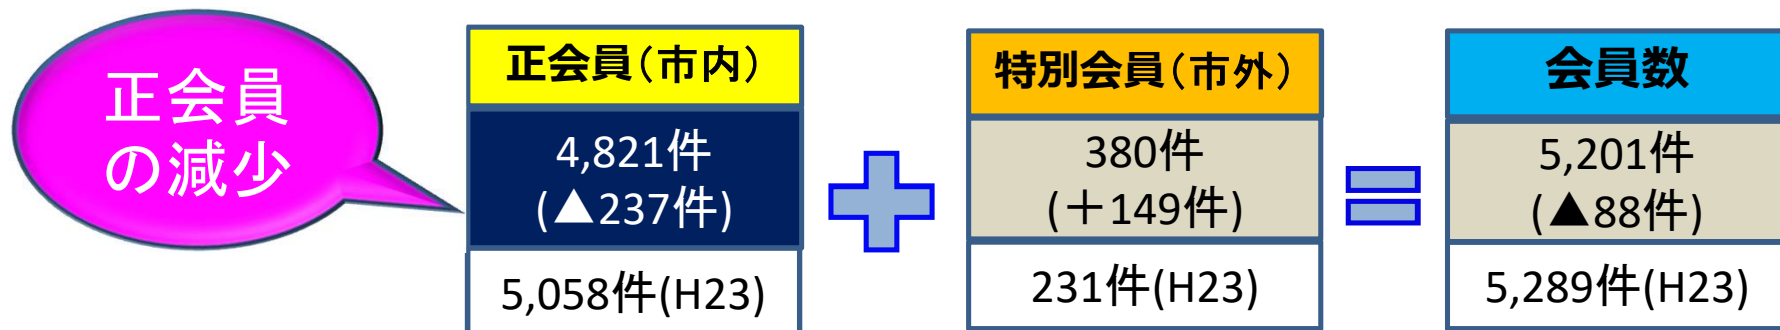 正会員
の減少
正会員(市内)
4,821件
(▲237件)
5,058件(H23)
特別会員(市外)
380件
(＋149件)
231件(H23)
会員数
5,201件
(▲88件)
5,289件(H23)